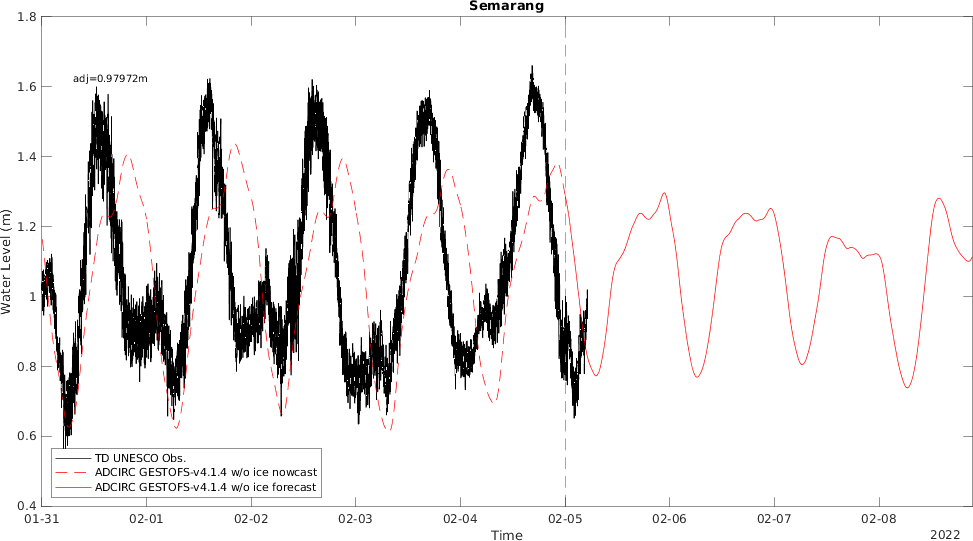 Semarang
1.8
1.6
1.4
1.2
1
0.8
0.6
0.4
Water Level (m)
adj=0.97972m
TD UNESCO Obs.
ADCIRC GESTOFS-v4.1.4 w/o ice nowcast
ADCIRC GESTOFS-v4.1.4 w/o ice forecast
01-31 02-01 02-02 02-03 02-04 02-05 02-06 02-07 02-08
Time
2022